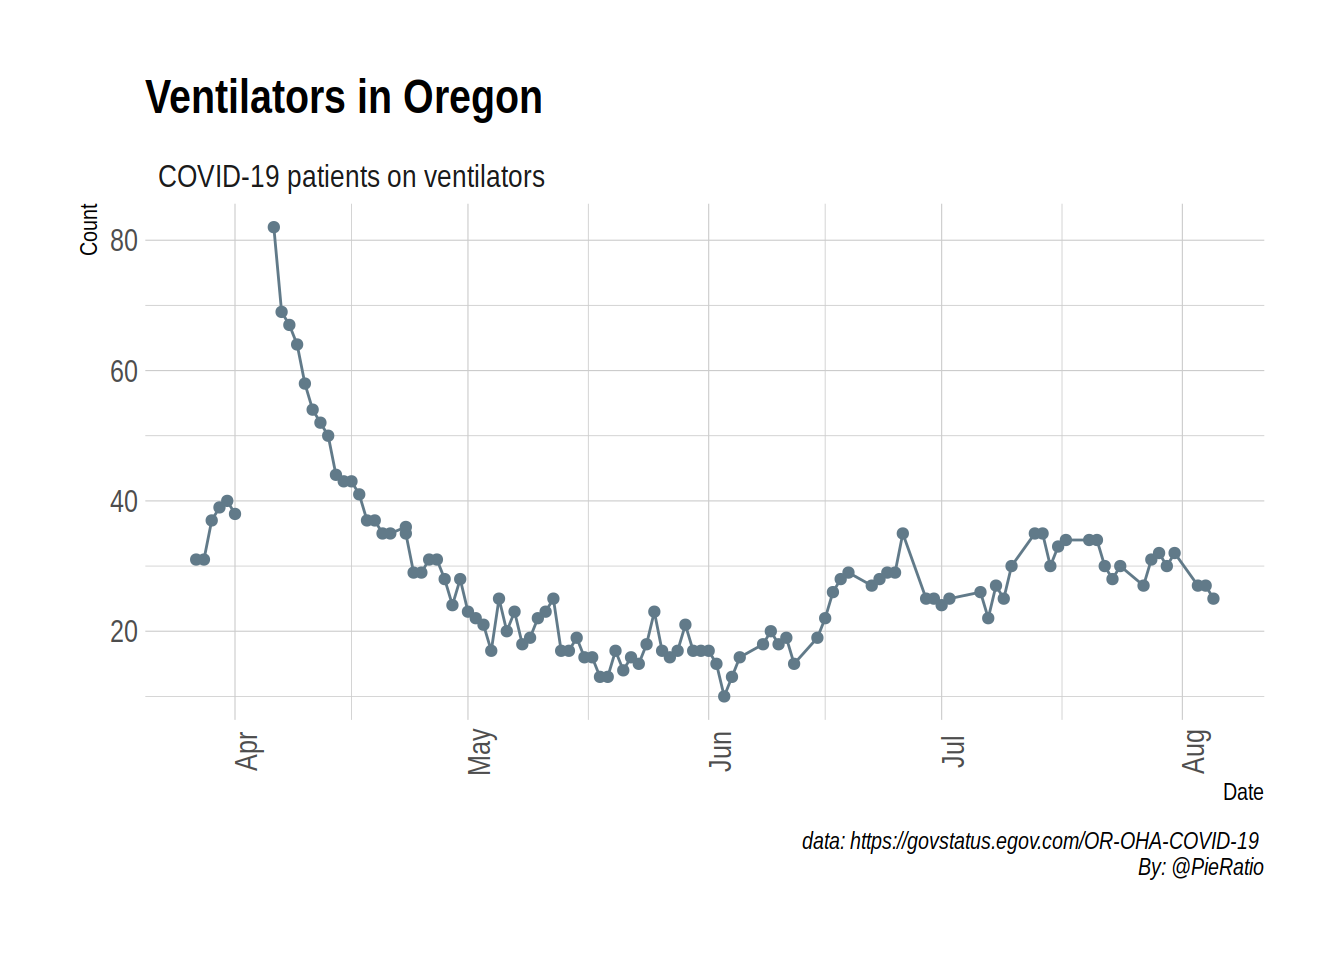 Ventilators in Oregon
COVID-19 patients on ventilators
Count
80
60
40
20
Apr
May
Jun
Jul
Aug
Date
data: https://govstatus.egov.com/OR-OHA-COVID-19
By: @PieRatio